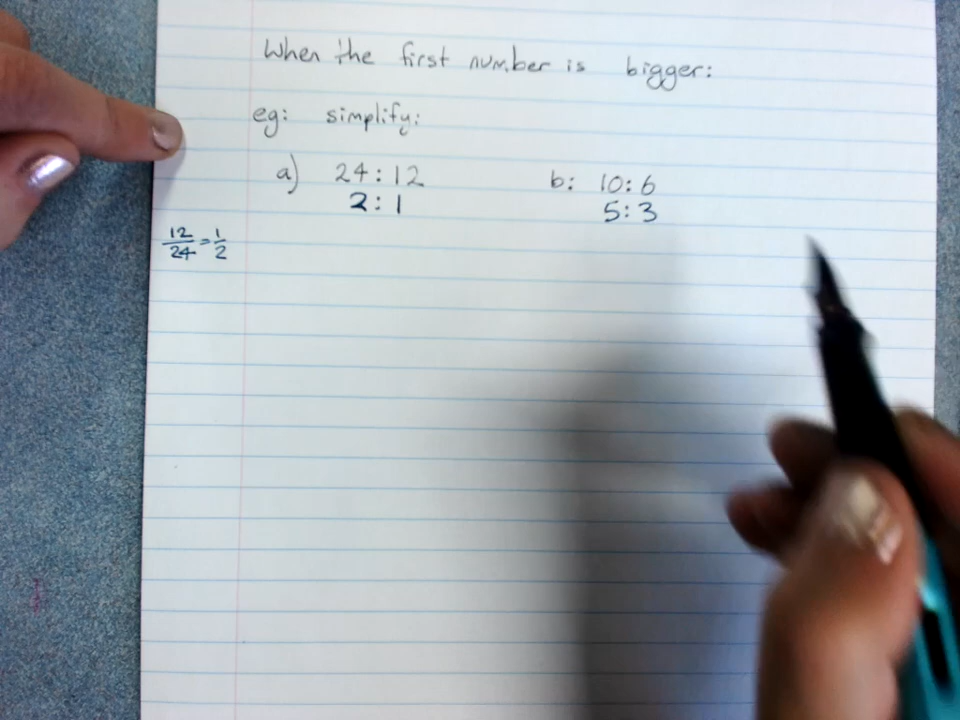 When the first number is bigger:
eg: simplify:
a) 24:12
2:1
b: 10:6
5:3
12/24 = 1/2